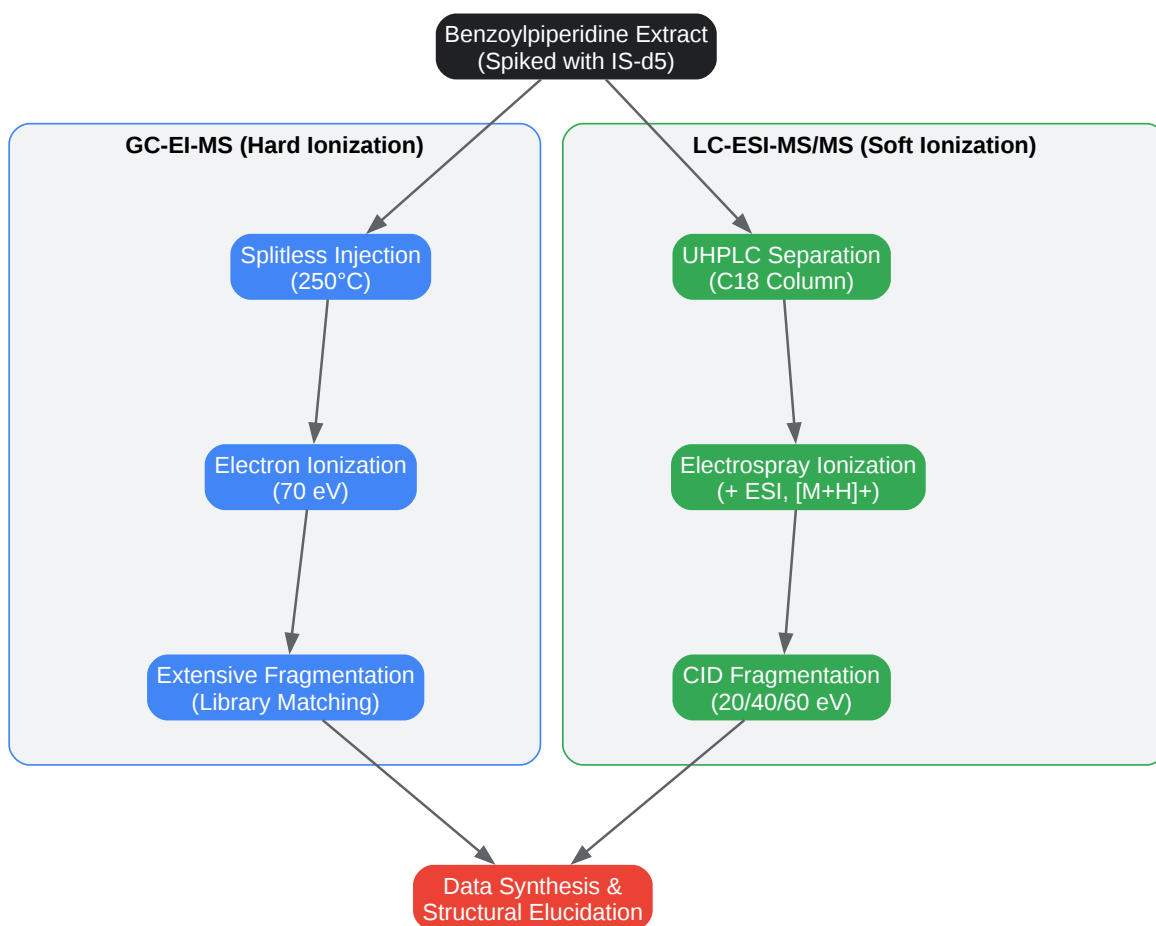 Benzoylpiperidine Extract
(Spiked with IS-d5)
GC-EI-MS (Hard Ionization)
Splitless Injection
(250°C)
Electron Ionization
(70 eV)
Extensive Fragmentation
(Library Matching)
LC-ESI-MS/MS (Soft Ionization)
UHPLC Separation
(C18 Column)
Electrospray Ionization
(+ ESI, [M+H]+)
CID Fragmentation
(20/40/60 eV)
Data Synthesis &
Structural Elucidation